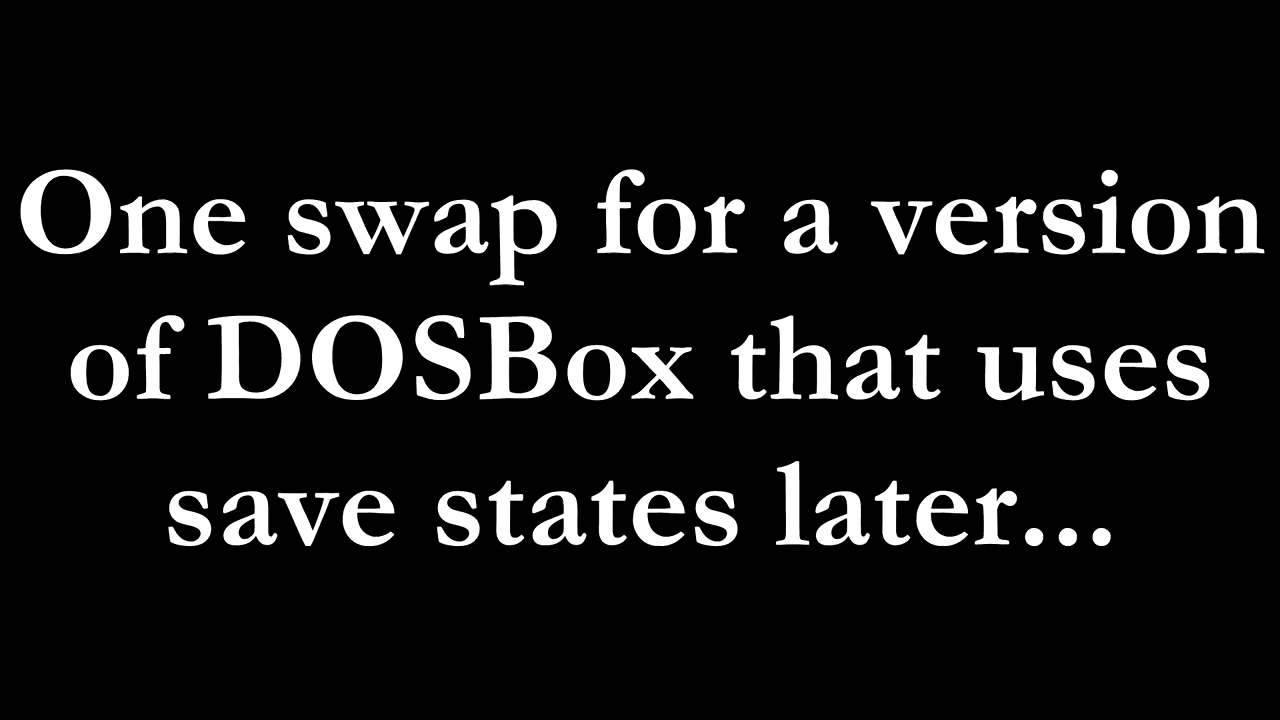 One swap for a version
of DOSBox that uses
save states later...